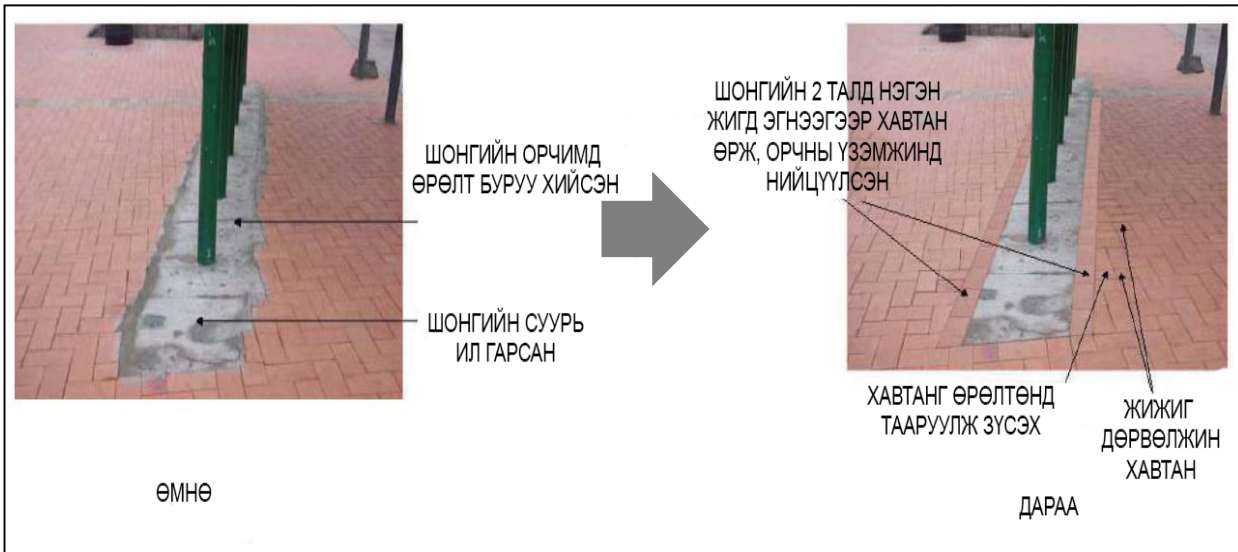 ШОНГИЙН ОРЧИМД
ӨРӨЛТ БУРУУ ХИЙСЭН
ШОНГИЙН СУУРЬ
ИЛ ГАРСАН
ӨМНӨ
ШОНГИЙН 2 ТАЛД НЭГЭН
ЖИГД ЭГНЭЭГЭЭР ХАВТАН
ӨРЖ, ОРЧНЫ ҮЗЭМЖИНД
НИЙЦҮҮЛСЭН
ХАВТАНГ ӨРӨЛТӨНД
ТААРУУЛЖ ЗҮСЭХ
ЖИЖИГ
ДӨРВӨЛЖИН
ХАВТАН
ДАРАА